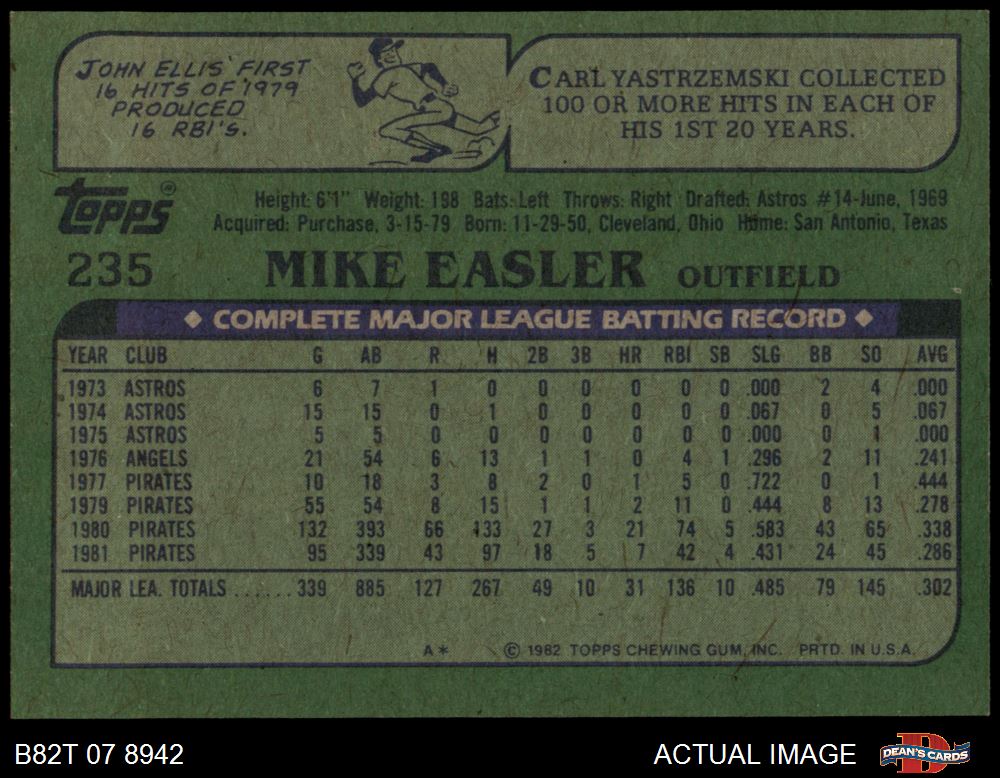 JOHN ELLIS' FIRST
16 HITS OF 1979
PRODUCED
16 RBI's.
CARL YASTRZEMSKI COLLECTED
100 OR MORE HITS IN EACH OF
HIS 1ST 20 YEARS.
TOPPS ®
Height: 6'1" Weight: 198 Bats: Left Throws: Right Drafted: Astros #14-June, 1969
Acquired: Purchase, 3-15-79 Born: 11-29-50, Cleveland, Ohio Home: San Antonio, Texas
235 MIKE EASLER OUTFIELD
◆ COMPLETE MAJOR LEAGUE BATTING RECORD ◆
YEAR CLUB G AB R H 2B 3B HR RBI SB SLG BB SO AVG
1973 ASTROS 6 7 1 0 0 0 0 0 0 .000 2 4 .000
1974 ASTROS 15 15 0 1 0 0 0 0 0 .067 0 5 .067
1975 ASTROS 5 5 0 0 0 0 0 0 0 .000 0 1 .000
1976 ANGELS 21 54 6 13 1 1 0 4 1 .296 2 11 .241
1977 PIRATES 10 18 3 8 2 0 1 5 0 .722 0 1 .444
1979 PIRATES 55 54 8 15 1 1 2 11 0 .444 8 13 .278
1980 PIRATES 132 393 66 133 27 3 21 74 5 .583 43 65 .338
1981 PIRATES 95 339 43 97 18 5 7 42 4 .431 24 45 .286
MAJOR LEA. TOTALS ...... 339 885 127 267 49 10 31 136 10 .485 79 145 .302
A* © 1982 TOPPS CHEWING GUM, INC. PRTD. IN U.S.A.
B82T 07 8942 ACTUAL IMAGE D DEAN'S CARDS